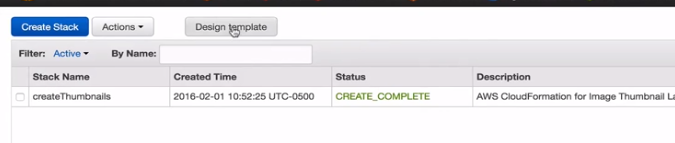 Create Stack Actions Design template
Filter: Active By Name:
Stack Name Created Time Status Description
createThumbnails 2016-02-01 10:52:25 UTC-0500 CREATE_COMPLETE AWS CloudFormation for Image Thumbnail La